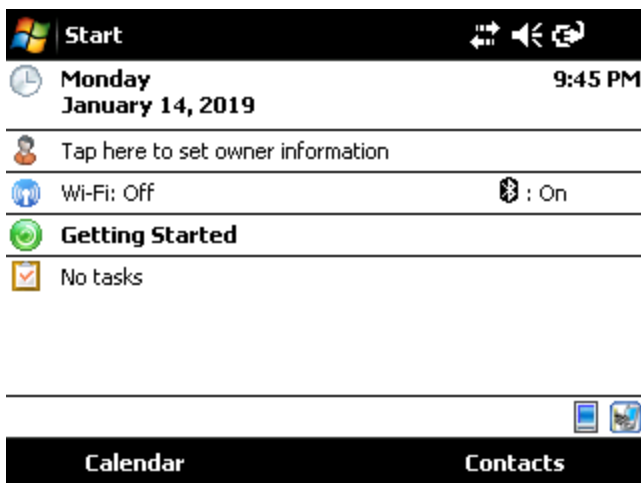 Start
Monday 9:45 PM
January 14, 2019
Tap here to set owner information
Wi-Fi: Off : On
Getting Started
No tasks
Calendar Contacts